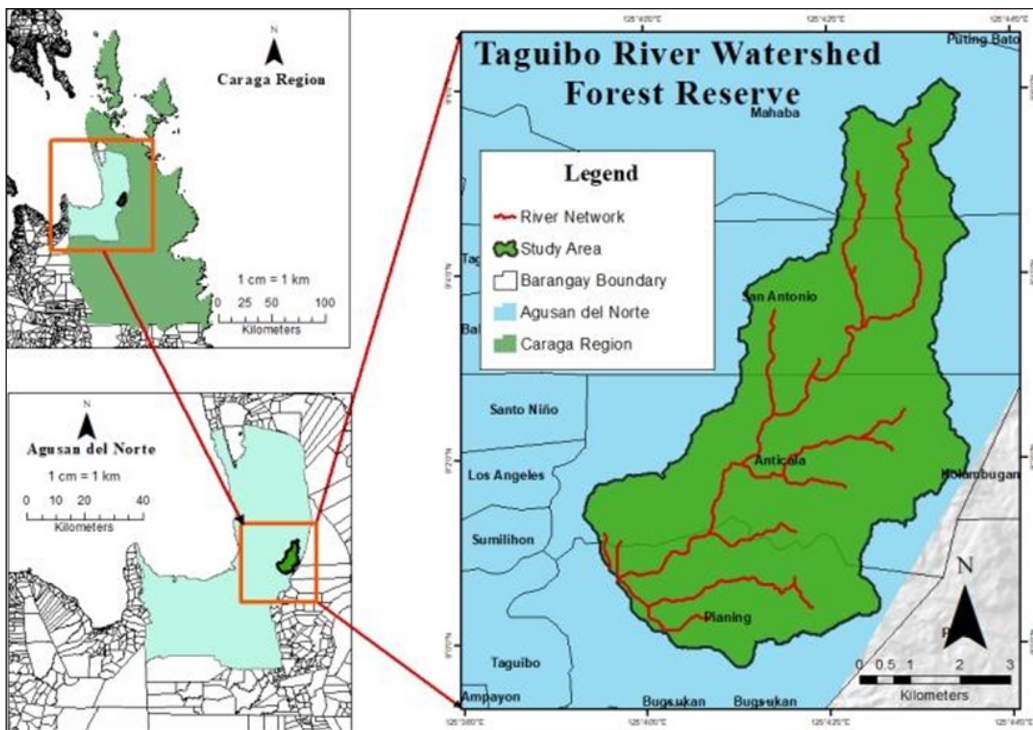 N
Caraga Region
1 cm = 1 km
0 25 50 100
Kilometers
N
Agusan del Norte
1 cm = 1 km
0 10 20 40
Kilometers
Taguibo River Watershed
Forest Reserve
Puting Bato
Mahaba
Legend
River Network
Study Area
Barangay Boundary
Agusan del Norte
Caraga Region
San Antonio
Santo Niño
Los Angeles
Anticala
Kolambugan
Sumilihon
Planing
Taguibo
Ampayon
Bugsukan
Bugsukan
N
0 0.5 1 2 3
Kilometers